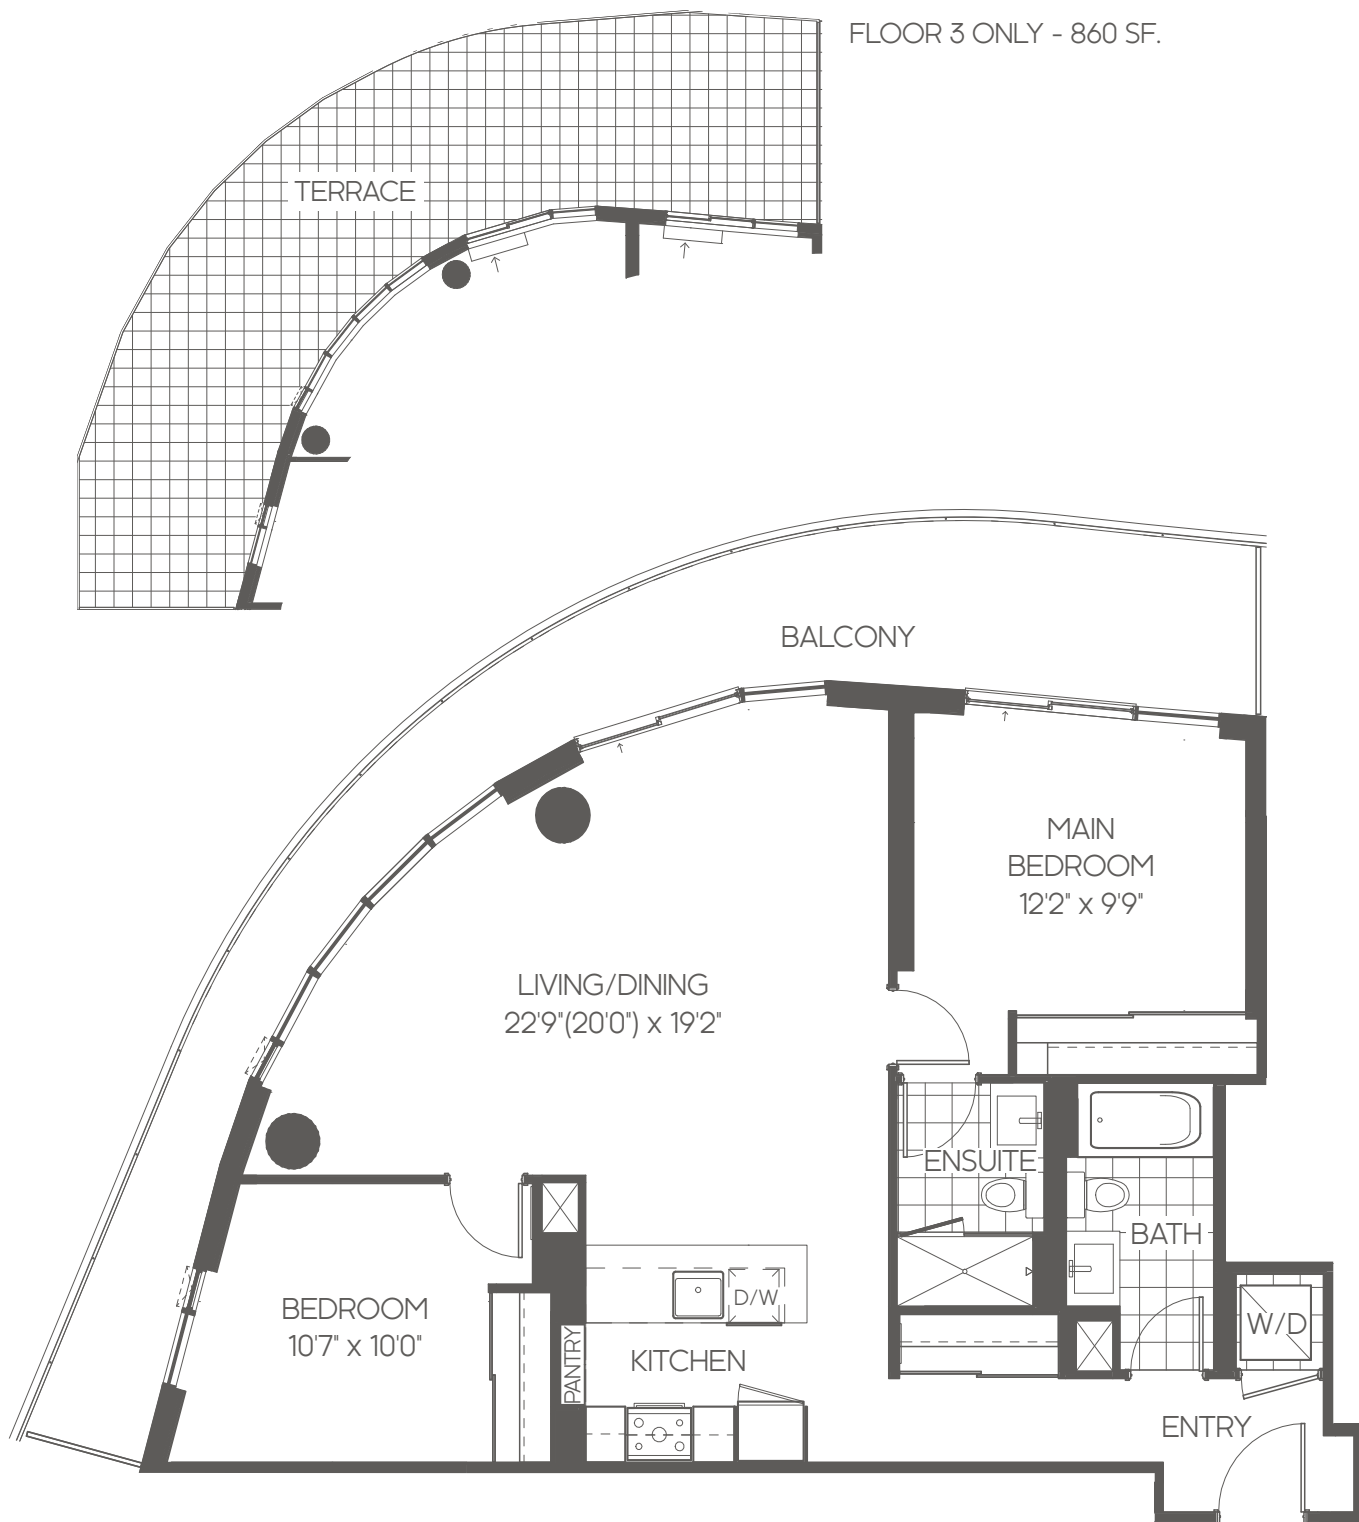 FLOOR 3 ONLY - 860 SF.
TERRACE
BALCONY
MAIN
BEDROOM
12'2" x 9'9"
LIVING/DINING
22'9"(20'0") x 19'2"
ENSUITE
BATH
BEDROOM
10'7" x 10'0"
D/W
W/D
PANTRY
KITCHEN
ENTRY